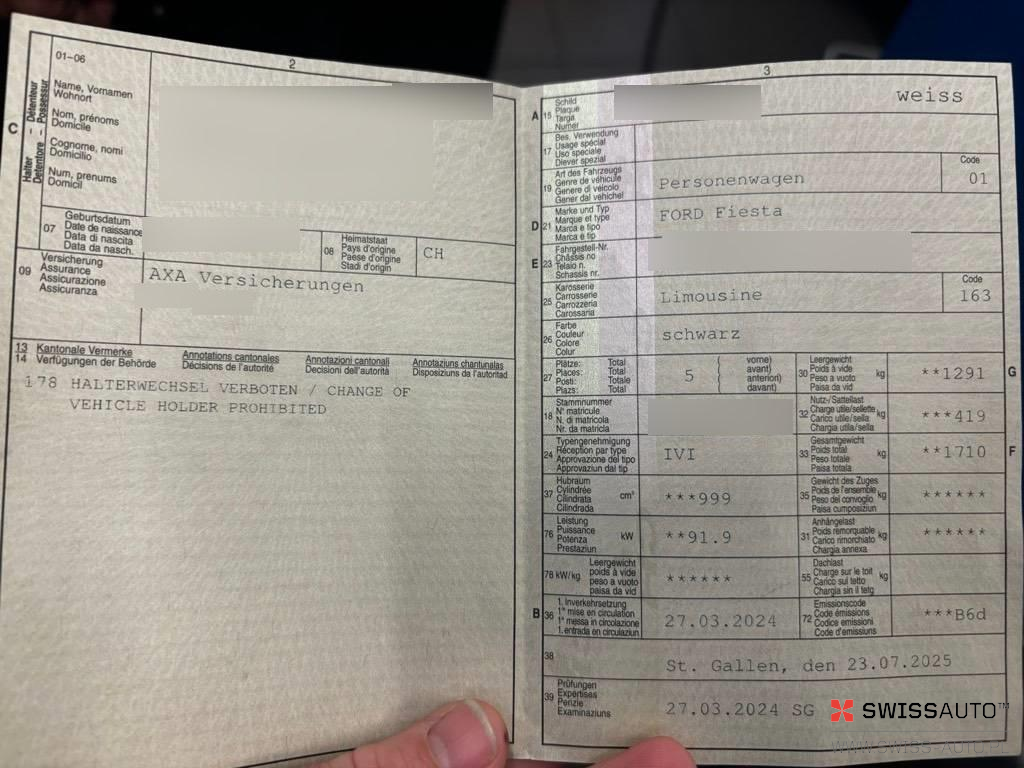 2
01-06
C
Halter – Détenteur
Detentore – Possessur
Name, Vornamen
Wohnort
Nom, prénoms
Domicile
Cognome, nomi
Domicilio
Num, prenums
Domicil
07
Geburtsdatum
Date de naissance
Data di nascita
Data da nasch.
08
Heimatstaat
Pays d'origine
Paese d'origine
Stadi d'origin
CH
09
Versicherung
Assurance
Assicurazione
Assicuranza
AXA Versicherungen
13 Kantonale Vermerke Annotations cantonales Annotazioni cantonali Annotaziuns chantunalas
14 Verfügungen der Behörde Décisions de l'autorité Decisioni dell'autorità Disposiziuns da l'autoritad
178 HALTERWECHSEL VERBOTEN / CHANGE OF
VEHICLE HOLDER PROHIBITED
3
A 15
Schild
Plaque
Targa
Numer
weiss
17
Bes. Verwendung
Usage spécial
Uso speciale
Diever spezial
19
Art des Fahrzeugs
Genre de véhicule
Genere di veicolo
Gener dal vehichel
Personenwagen
Code
01
D 21
Marke und Typ
Marque et type
Marca e tipo
Marca e tip
FORD Fiesta
E 23
Fahrgestell-Nr.
Châssis no
Telaio n.
Schassis nr.
25
Karosserie
Carrosserie
Carrozzeria
Carossaria
Limousine
Code
163
26
Farbe
Couleur
Colore
Colur
schwarz
27
Plätze: Total
Places: Total
Posti: Totale
Plazs: Total
5
( vorne)
( avant)
( anteriori)
( davant)
30
Leergewicht
Poids à vide
Peso a vuoto
Paisa da vid
kg
**1291
G
18
Stammnummer
N° matricule
N. di matricola
Nr. da matricla
32
Nutz-/Sattellast
Charge utile/sellette
Carico utile/sella
Chargia utila/sella
kg
***419
24
Typengenehmigung
Réception par type
Approvazione del tipo
Approvaziun dal tip
IVI
33
Gesamtgewicht
Poids total
Peso totale
Paisa totala
kg
**1710
F
37
Hubraum
Cylindrée
Cilindrata
Cilindrada
cm³
***999
35
Gewicht des Zuges
Poids de l'ensemble
Peso del convoglio
Paisa cumposiziun
kg
******
76
Leistung
Puissance
Potenza
Prestaziun
kW
**91.9
31
Anhängelast
Poids remorquable
Carico rimorchiato
Chargia annexa
kg
******
78 kW/kg
Leergewicht
poids à vide
peso a vuoto
paisa da vid
******
55
Dachlast
Charge sur le toit
Carico sul tetto
Chargia sin il tetg
kg
B 36
1. Inverkehrsetzung
1re mise en circulation
1a messa in circolazione
1. entrada en circulaziun
27.03.2024
72
Emissionscode
Code émissions
Codice emissioni
Code d'emissiuns
***B6d
38
St. Gallen, den 23.07.2025
39
Prüfungen
Expertises
Perizie
Examinaziuns
27.03.2024 SG
SWISSAUTO™
WWW.SWISS-AUTO.PL